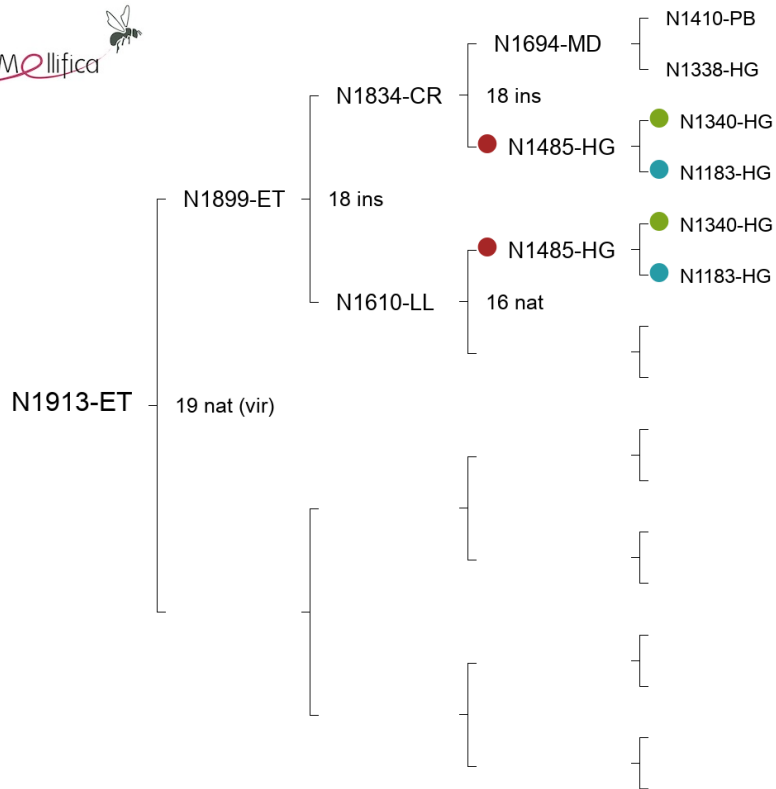 Mellifica
N1410-PB
N1694-MD
N1338-HG
N1834-CR
18 ins
N1340-HG
N1485-HG
N1183-HG
N1899-ET
18 ins
N1340-HG
N1485-HG
N1183-HG
N1610-LL
16 nat
N1913-ET
19 nat (vir)